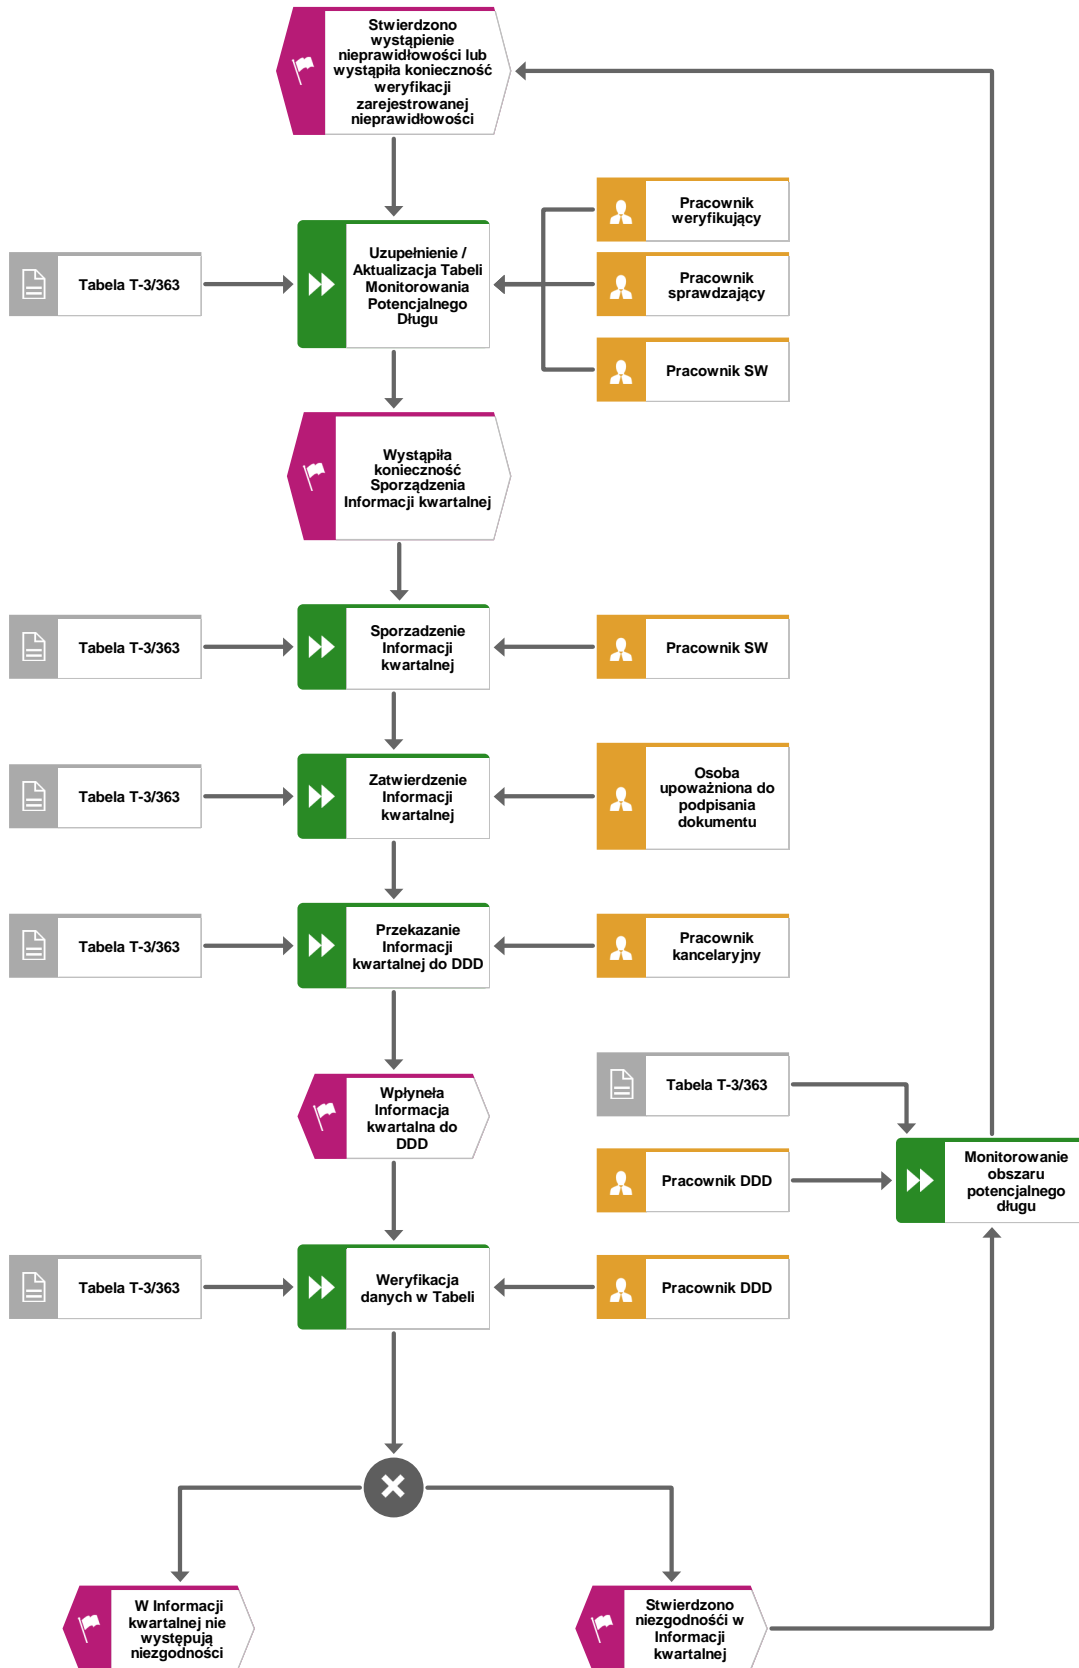 Stwierdzono
wystąpienie
nieprawidłowości lub
wystąpiła konieczność
weryfikacji
zarejestrowanej
nieprawidłowości
Pracownik
weryfikujący
Tabela T-3/363
Uzupełnienie /
Aktualizacja Tabeli
Monitorowania
Potencjalnego
Długu
Pracownik
sprawdzający
Pracownik SW
Wystąpiła
konieczność
Sporządzenia
Informacji kwartalnej
Tabela T-3/363
Sporzadzenie
Informacji
kwartalnej
Pracownik SW
Tabela T-3/363
Zatwierdzenie
Informacji
kwartalnej
Osoba
upoważniona do
podpisania
dokumentu
Tabela T-3/363
Przekazanie
Informacji
kwartalnej do DDD
Pracownik
kancelaryjny
Wpłyneła
Informacja
kwartalna do
DDD
Tabela T-3/363
Pracownik DDD
Monitorowanie
obszaru
potencjalnego
długu
Tabela T-3/363
Weryfikacja
danych w Tabeli
Pracownik DDD
W Informacji
kwartalnej nie
występują
niezgodności
Stwierdzono
niezgodnośći w
Informacji
kwartalnej